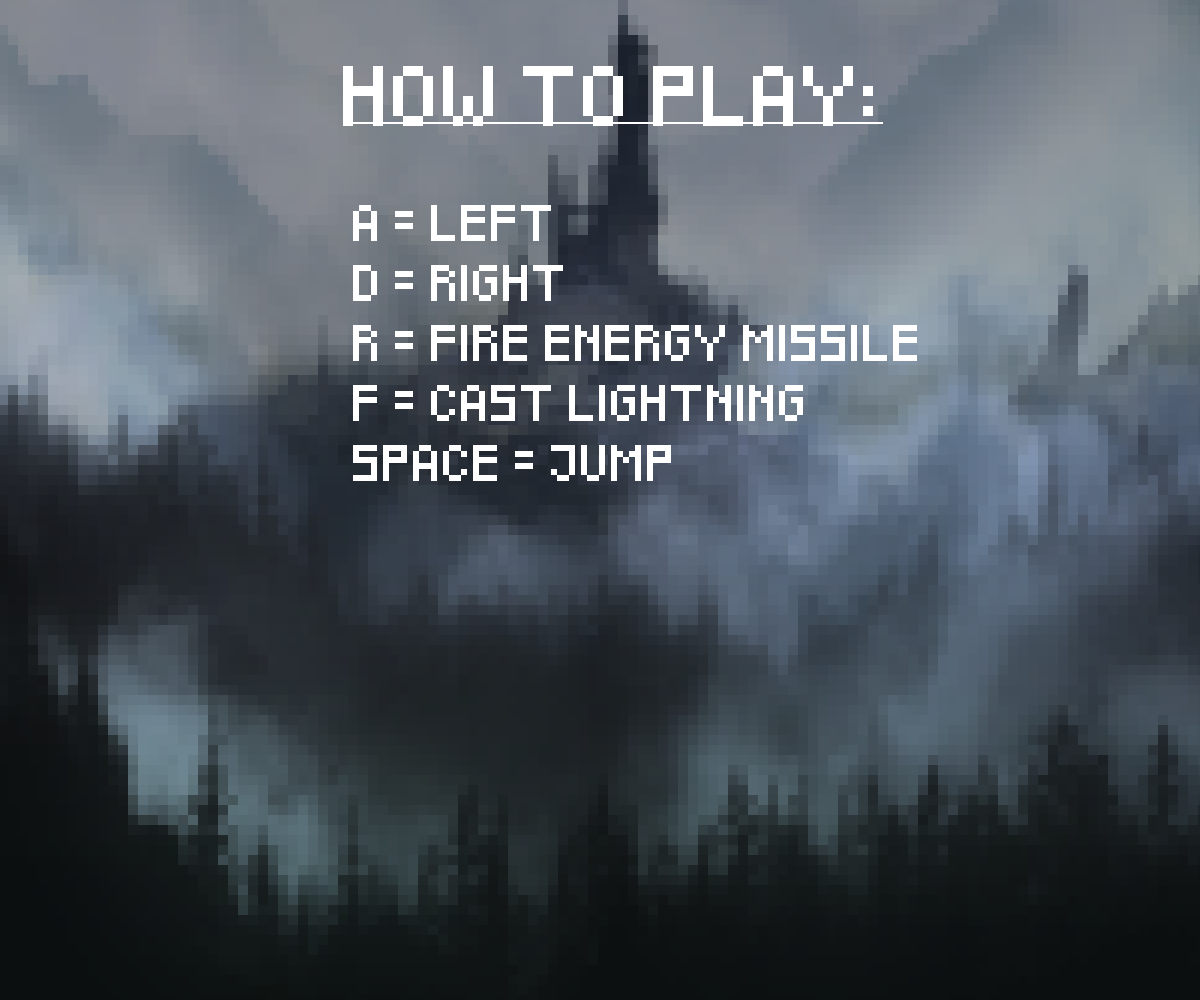 HOW TO PLAY:
A = LEFT
D = RIGHT
R = FIRE ENERGY MISSILE
F = CAST LIGHTNING
SPACE = JUMP